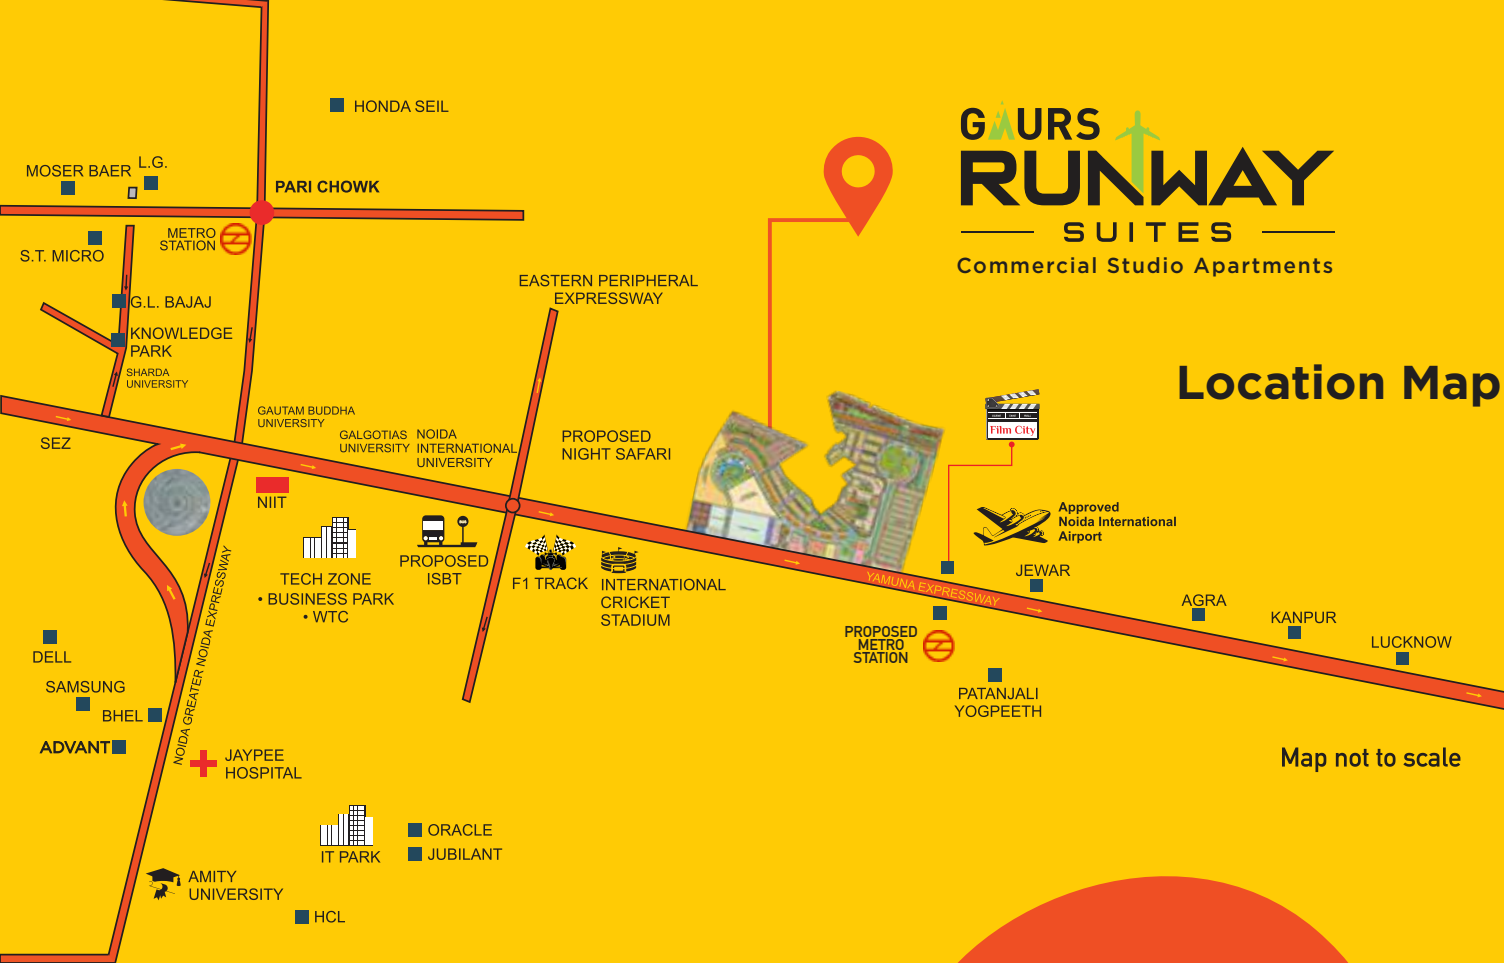 HONDA SEIL
GAURS
RUNWAY
SUITES
Commercial Studio Apartments
MOSER BAER
L.G.
PARI CHOWK
METRO
STATION
S.T. MICRO
G.L. BAJAJ
KNOWLEDGE
PARK
SHARDA
UNIVERSITY
EASTERN PERIPHERAL
EXPRESSWAY
Location Map
SEZ
GAUTAM BUDDHA
UNIVERSITY
GALGOTIAS
UNIVERSITY
NOIDA
INTERNATIONAL
UNIVERSITY
PROPOSED
NIGHT SAFARI
Film City
NIIT
Approved
Noida International
Airport
TECH ZONE
• BUSINESS PARK
• WTC
PROPOSED
ISBT
F1 TRACK
INTERNATIONAL
CRICKET
STADIUM
YAMUNA EXPRESSWAY
JEWAR
AGRA
KANPUR
LUCKNOW
PROPOSED
METRO
STATION
PATANJALI
YOGPEETH
NOIDA GREATER NOIDA EXPRESSWAY
DELL
SAMSUNG
BHEL
ADVANT
JAYPEE
HOSPITAL
Map not to scale
IT PARK
ORACLE
JUBILANT
AMITY
UNIVERSITY
HCL